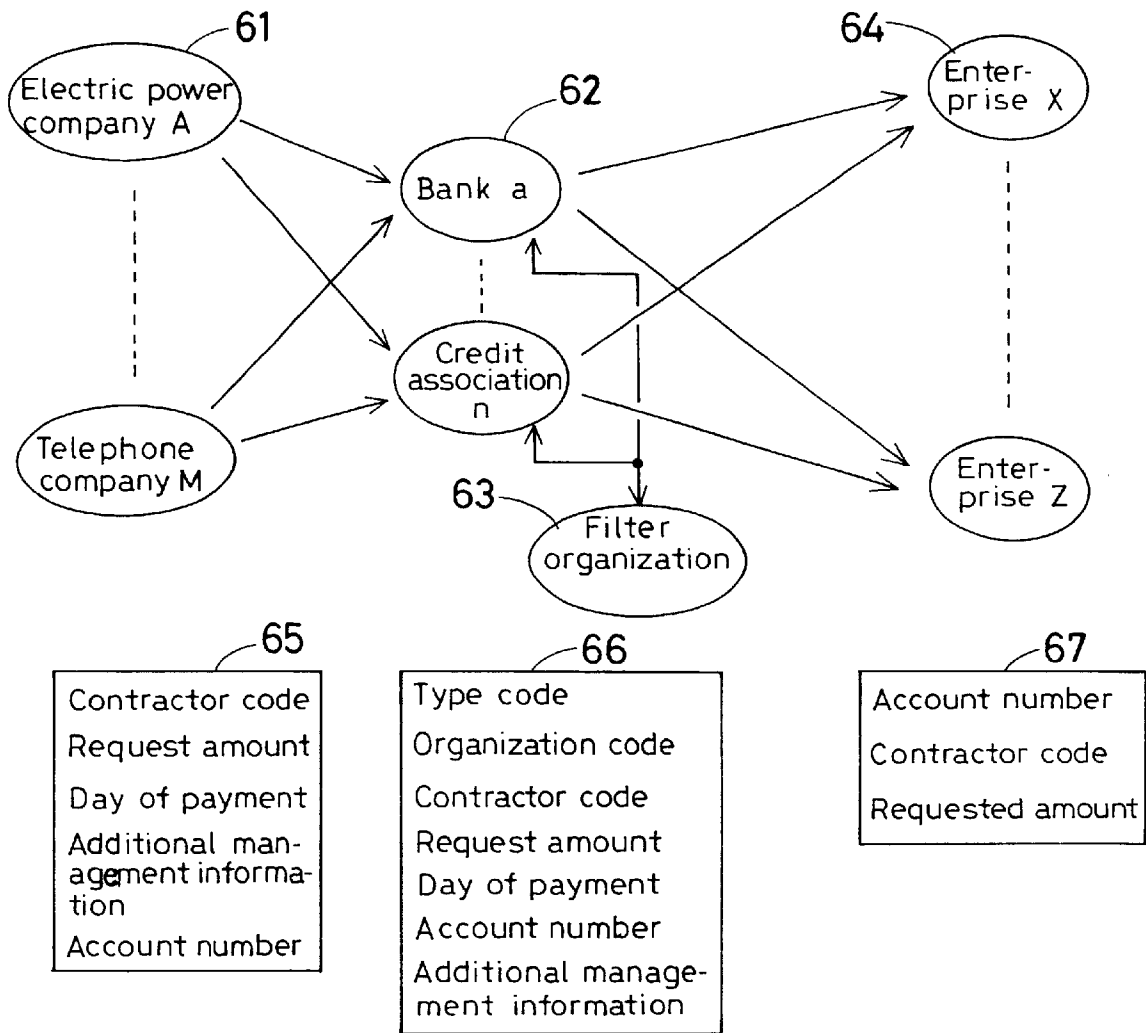 61
Electric power
company A
62
Bank a
64
Enter-
prise X
Credit
association
n
Telephone
company M
63
Filter
organization
Enter-
prise Z
65
Contractor code
Request amount
Day of payment
Additional man-
agement informa-
tion
Account number
66
Type code
Organization code
Contractor code
Request amount
Day of payment
Account number
Additional manage-
ment information
67
Account number
Contractor code
Requested amount